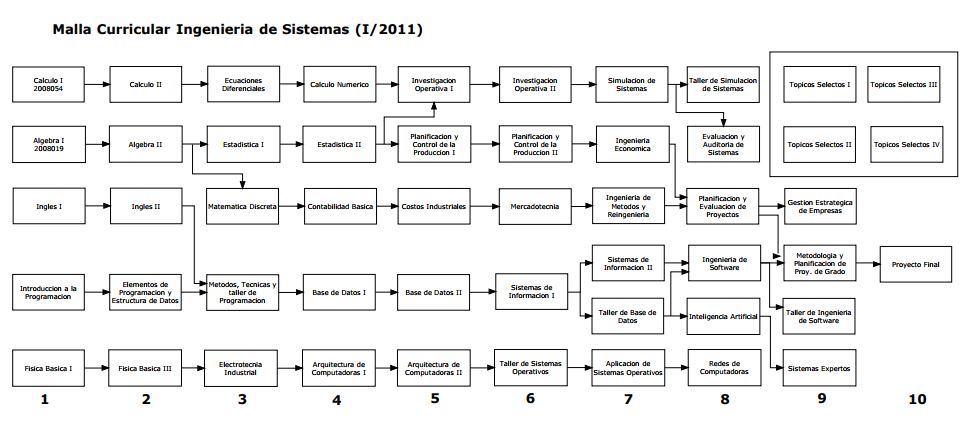 Malla Curricular Ingenieria de Sistemas (I/2011)
Calculo I
2008054
Calculo II
Ecuaciones
Diferenciales
Calculo Numerico
Investigacion
Operativa I
Investigacion
Operativa II
Simulacion de
Sistemas
Taller de Simulacion
de Sistemas
Topicos Selectos I
Topicos Selectos III
Algebra I
2008019
Algebra II
Estadistica I
Estadistica II
Planificacion y
Control de la
Produccion I
Planificacion y
Control de la
Produccion II
Ingenieria
Economica
Evaluacion y
Auditoria de
Sistemas
Topicos Selectos II
Topicos Selectos IV
Ingles I
Ingles II
Matematica Discreta
Contabilidad Basica
Costos Industriales
Mercadotecnia
Ingenieria de
Metodos y
Reingenieria
Planificacion y
Evaluacion de
Proyectos
Gestion Estrategica
de Empresas
Sistemas de
Informacion II
Ingenieria de
Software
Metodologia y
Planificacion de
Proy. de Grado
Proyecto Final
Introduccion a la
Programacion
Elementos de
Programacion y
Estructura de Datos
Metodos, Tecnicas y
taller de
Programacion
Base de Datos I
Base de Datos II
Sistemas de
Informacion I
Taller de Base de
Datos
Inteligencia Artificial
Taller de Ingenieria
de Software
Fisica Basica I
Fisica Basica III
Electrotecnia
Industrial
Arquitectura de
Computadoras I
Arquitectura de
Computadoras II
Taller de Sistemas
Operativos
Aplicacion de
Sistemas Operativos
Redes de
Computadoras
Sistemas Expertos
1 2 3 4 5 6 7 8 9 10